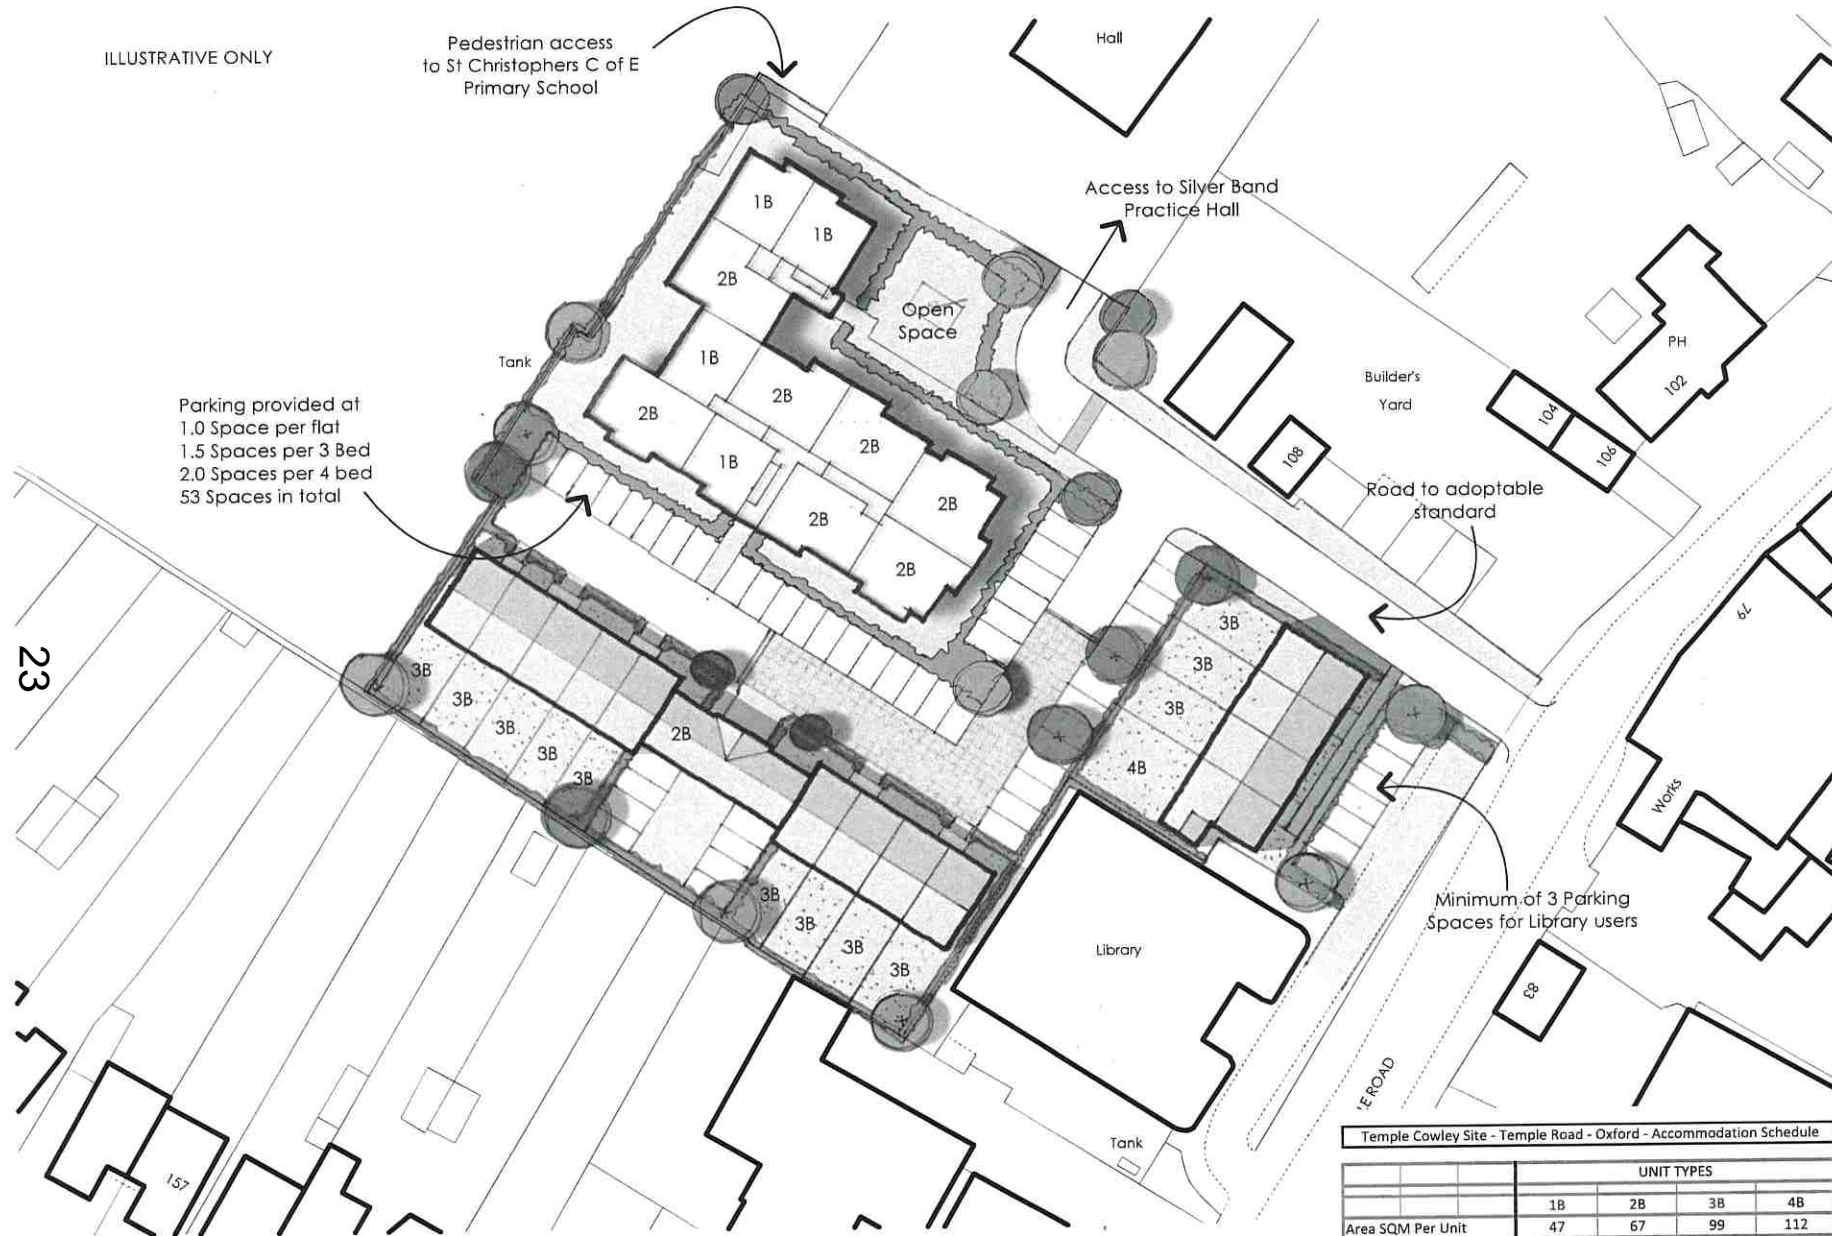 ILLUSTRATIVE ONLY
Pedestrian access
to St Christophers C of E
Primary School
Hall
Access to Silver Band
Practice Hall
1B
1B
2B
Open
Space
PH
102
Tank
1B
2B
Builder's
Yard
104
106
Parking provided at
1.0 Space per flat
1.5 Spaces per 3 Bed
2.0 Spaces per 4 bed
53 Spaces in total
2B
2B
1B
108
Road to adoptable
standard
2B
2B
2B
79
23
3B
3B
3B
4B
3B
3B
3B
3B
3B
2B
Works
3B
3B
3B
3B
Minimum of 3 Parking
Spaces for Library users
Library
83
'E ROAD
Tank
157
Temple Cowley Site - Temple Road - Oxford - Accommodation Schedule
UNIT TYPES
1B 2B 3B 4B
Area SQM Per Unit 47 67 99 112